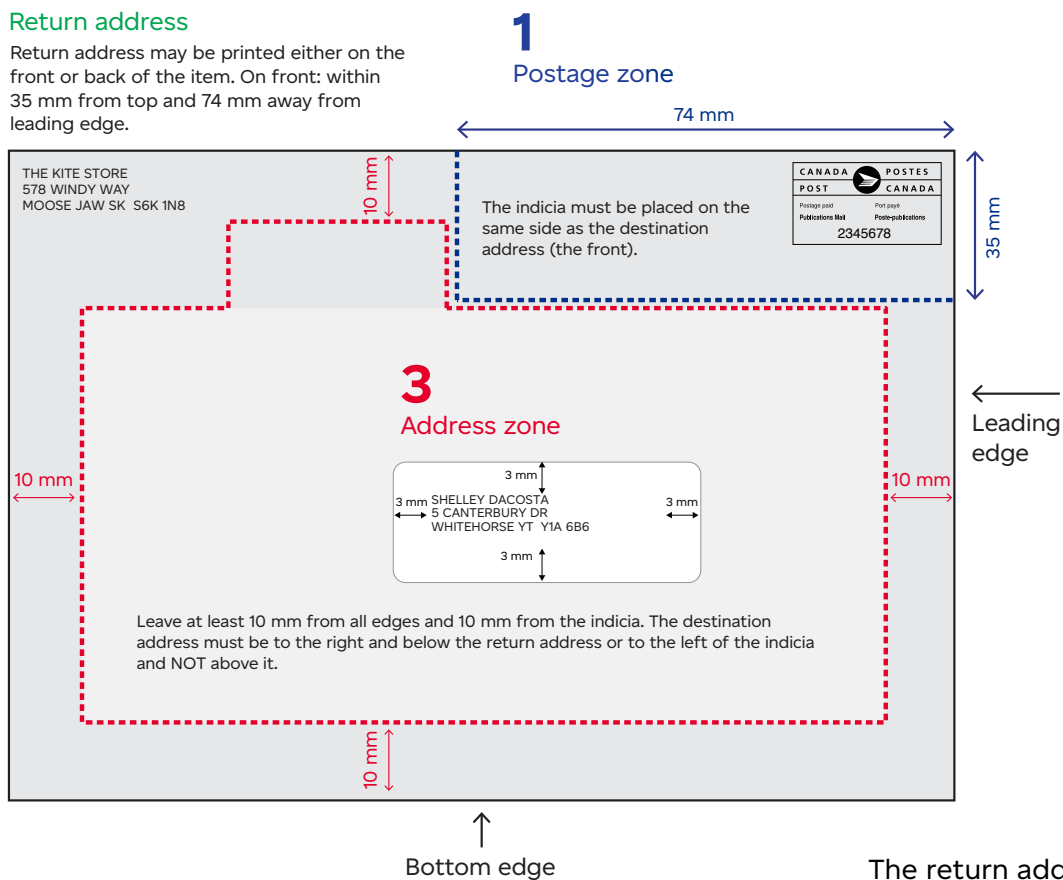 Return address
Return address may be printed either on the
front or back of the item. On front: within
35 mm from top and 74 mm away from
leading edge.
1
Postage zone
74 mm
THE KITE STORE
578 WINDY WAY
MOOSE JAW SK  S6K 1N8
10 mm
The indicia must be placed on the
same side as the destination
address (the front).
CANADA POSTES
POST CANADA
Postage paid Port payé
Publications Mail Poste-publications
2345678
35 mm
3
Address zone
Leading
edge
10 mm
10 mm
3 mm
3 mm
SHELLEY DACOSTA
5 CANTERBURY DR
WHITEHORSE YT  Y1A 6B6
3 mm
3 mm
Leave at least 10 mm from all edges and 10 mm from the indicia. The destination
address must be to the right and below the return address or to the left of the indicia
and NOT above it.
10 mm
Bottom edge
The return